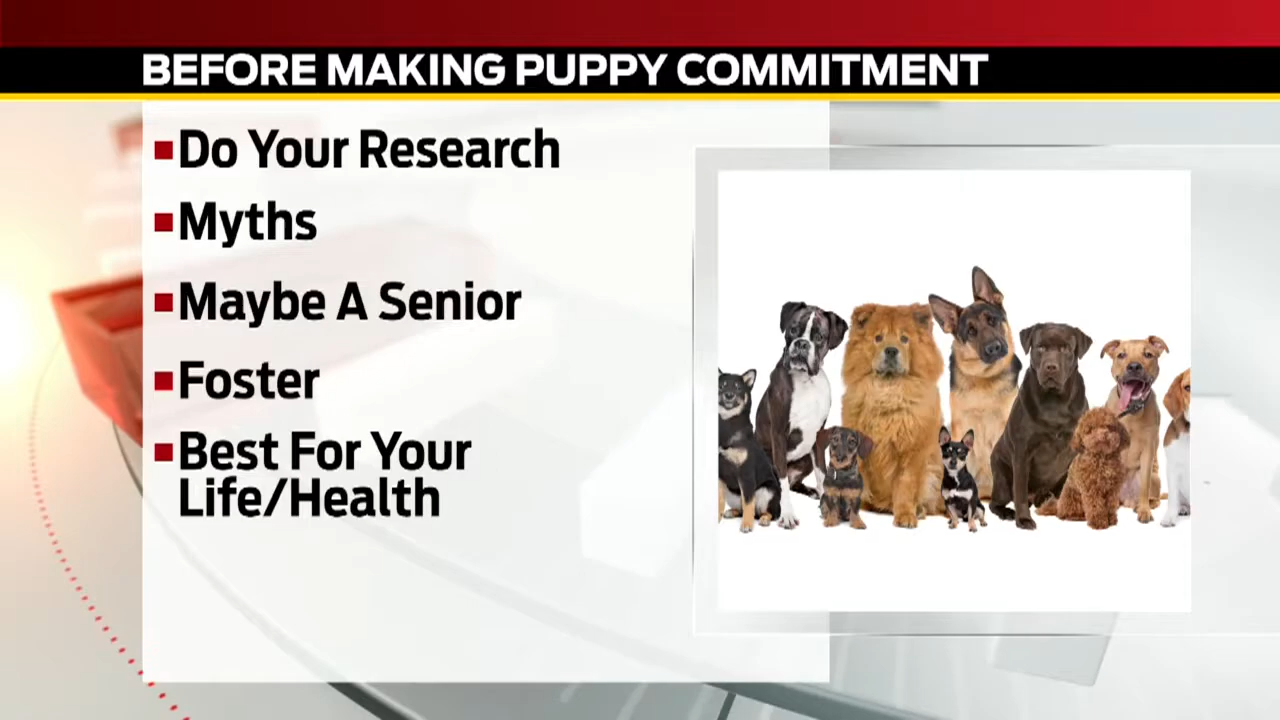 BEFORE MAKING PUPPY COMMITMENT
Do Your Research
Myths
Maybe A Senior
Foster
Best For Your
Life/Health